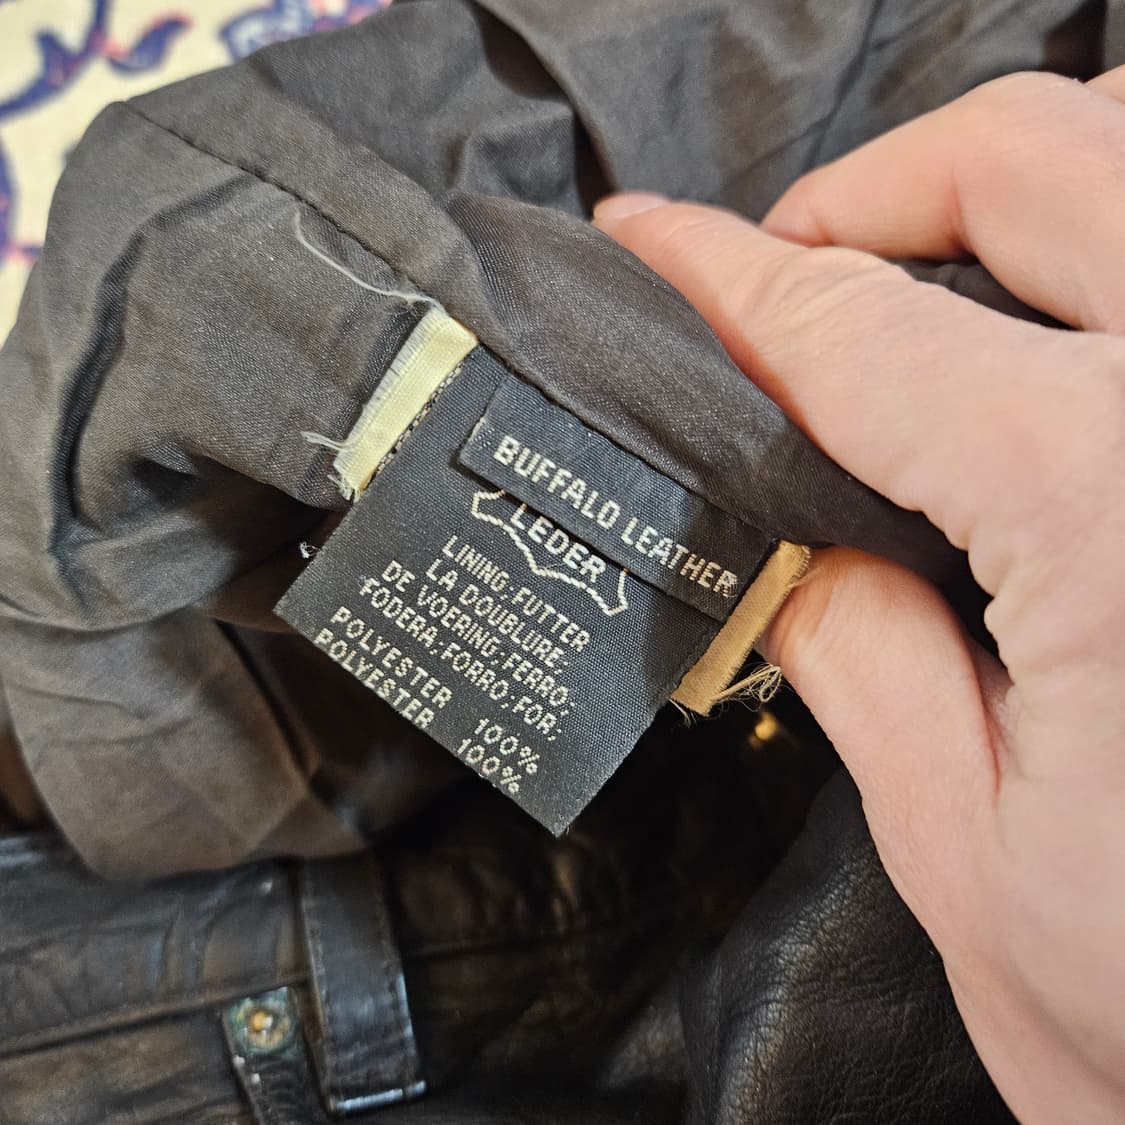 BUFFALO LEATHER
LEDER
LINING; FUTTER
LA DOUBLURE;
DE VOERING; FERRO;
FODERA; FORRO; FOR;
POLYESTER 100%
POLYESTER 100%